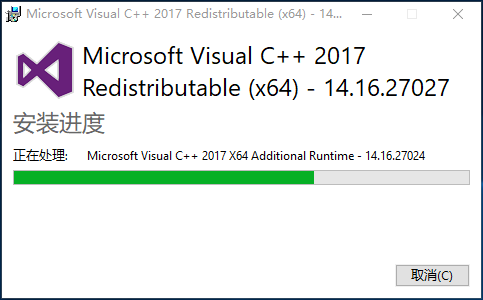 Microsoft Visual C++ 2017 Redistributable (x64) - 14...
Microsoft Visual C++ 2017
Redistributable (x64) - 14.16.27027
安装进度
正在处理: Microsoft Visual C++ 2017 X64 Additional Runtime - 14.16.27024
取消(C)